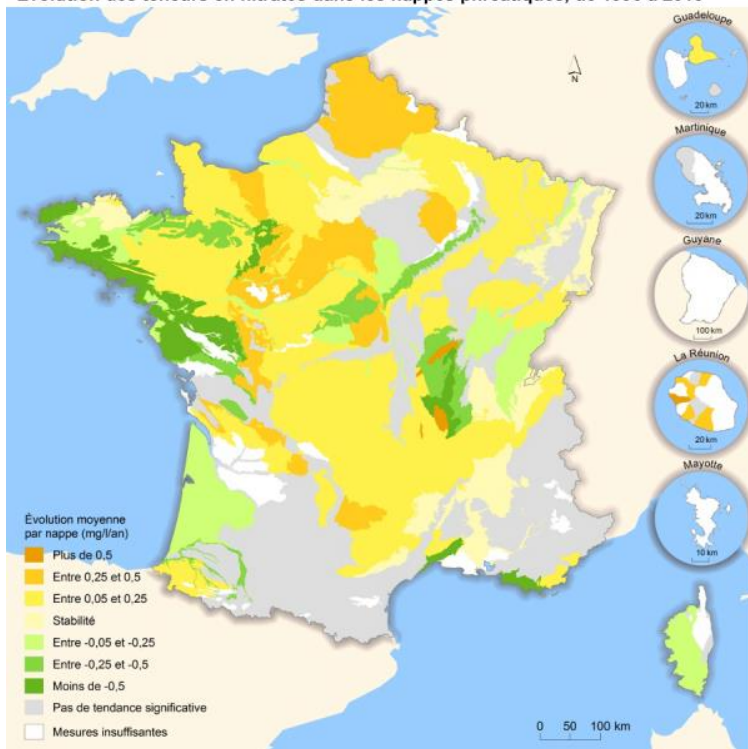 Évolution des teneurs en nitrates dans les nappes phréatiques, de 1996 à
N
Guadeloupe
20 km
Martinique
20 km
Guyane
100 km
La Réunion
20 km
Mayotte
10 km
Évolution moyenne
par nappe (mg/l/an)
Plus de 0,5
Entre 0,25 et 0,5
Entre 0,05 et 0,25
Stabilité
Entre -0,05 et -0,25
Entre -0,25 et -0,5
Moins de -0,5
Pas de tendance significative
Mesures insuffisantes
0 50 100 km